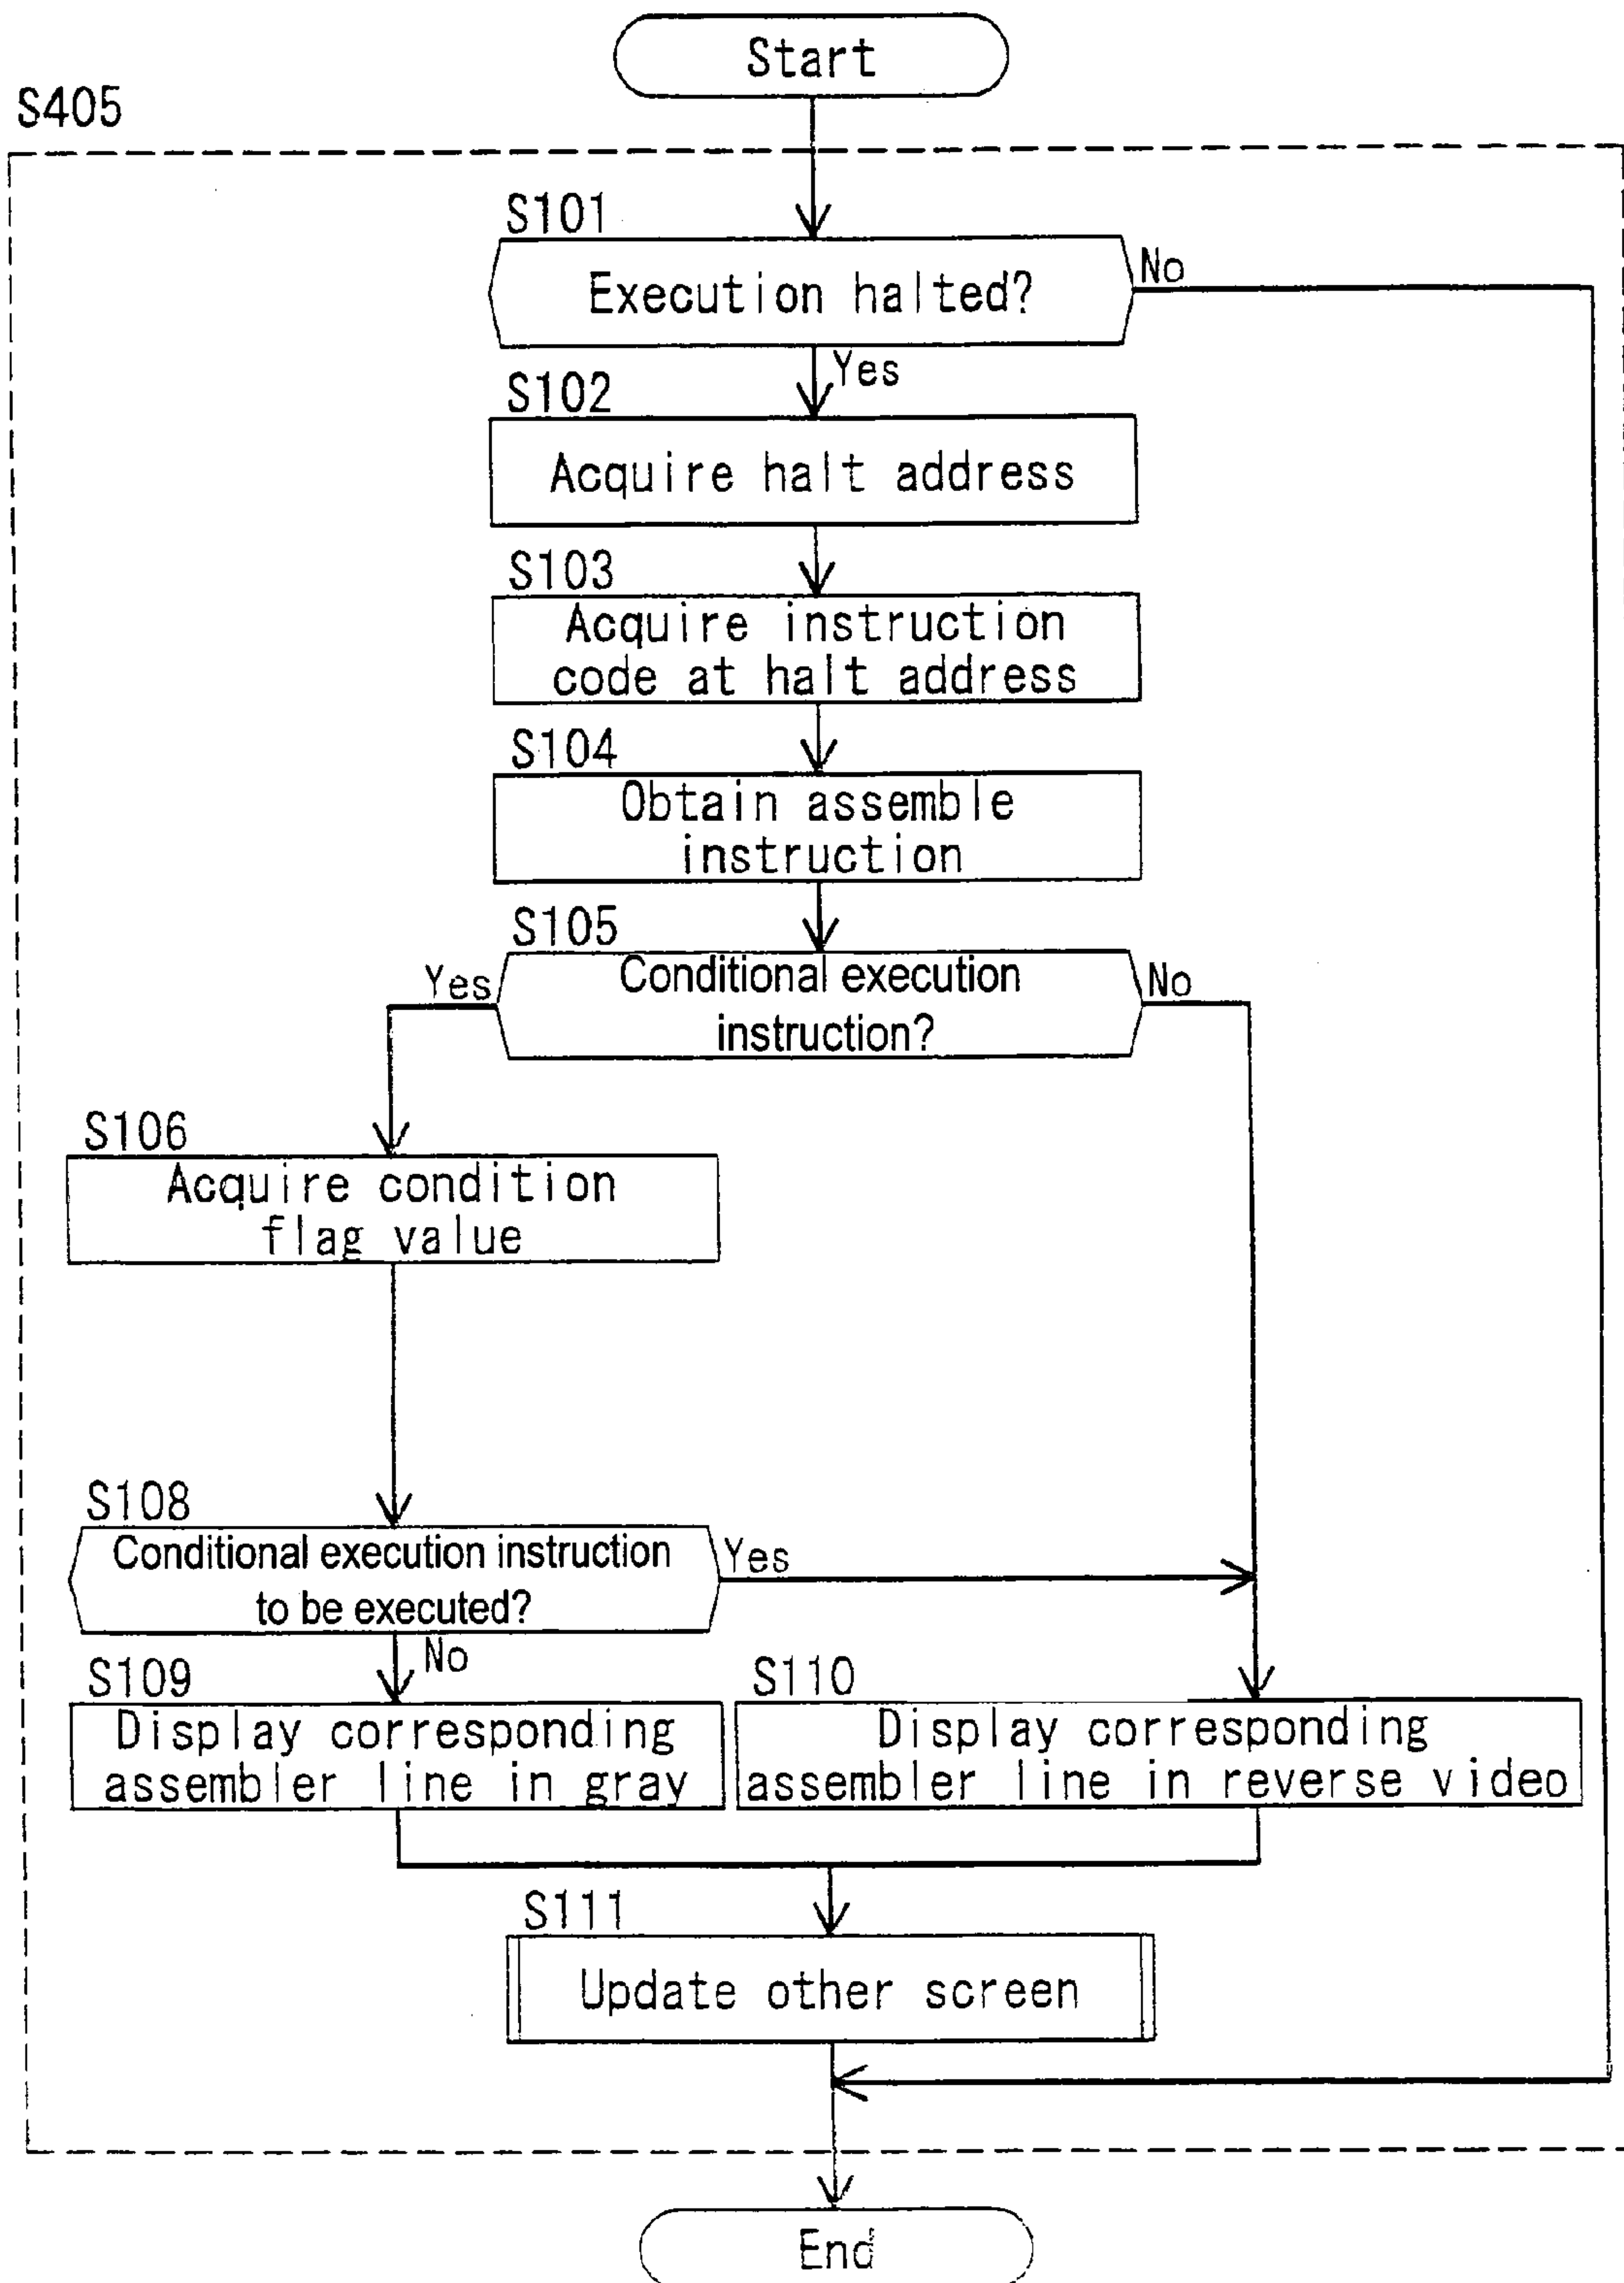 Start
S405
S101
Execution halted?
No
Yes
S102
Acquire halt address
S103
Acquire instruction
code at halt address
S104
Obtain assemble
instruction
S105
Yes
Conditional execution
instruction?
No
S106
Acquire condition
flag value
S108
Conditional execution instruction
to be executed?
Yes
No
S109
Display corresponding
assembler line in gray
S110
Display corresponding
assembler line in reverse video
S111
Update other screen
End